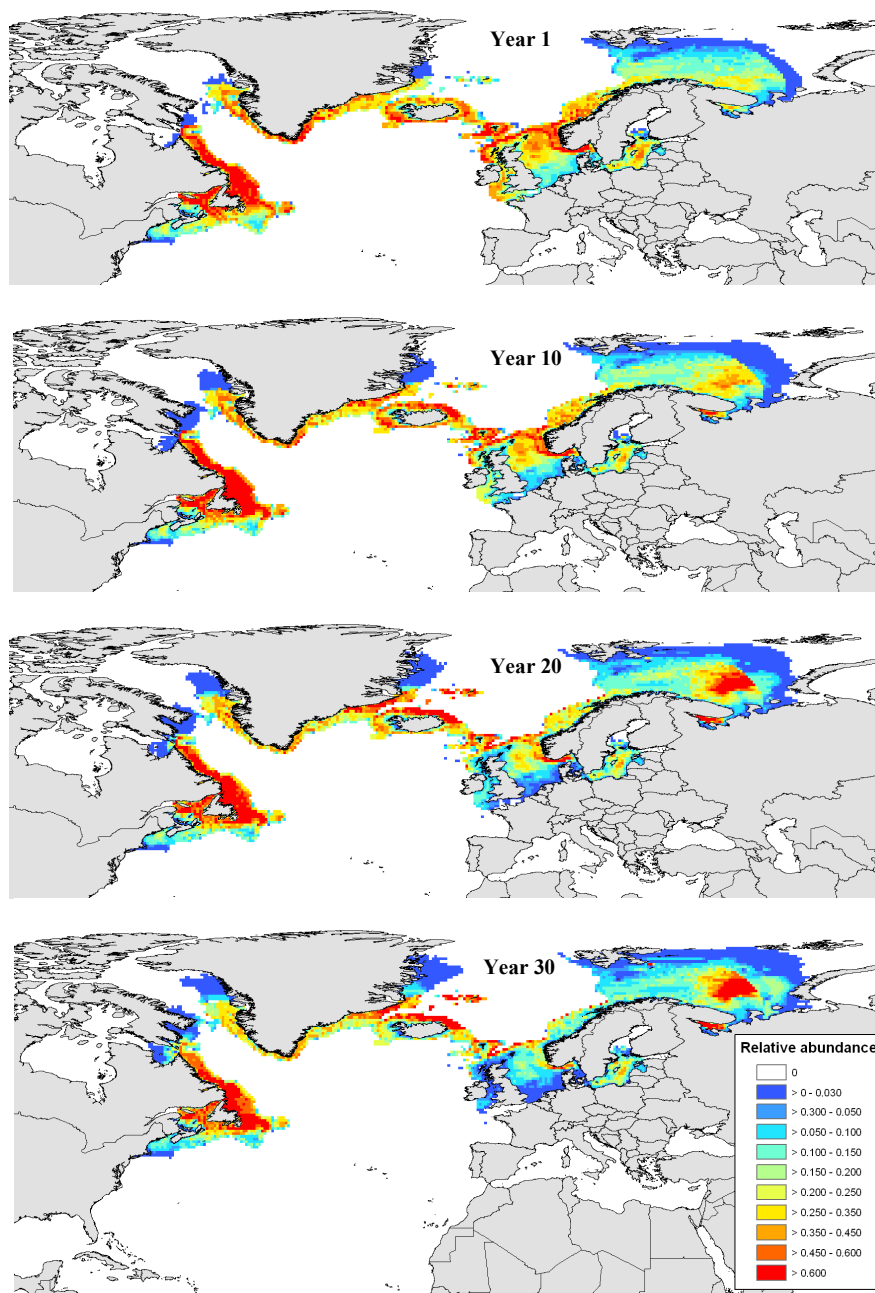 Year 1
Year 10
Year 20
Year 30
Relative abundance
0
> 0 - 0.030
> 0.300 - 0.050
> 0.050 - 0.100
> 0.100 - 0.150
> 0.150 - 0.200
> 0.200 - 0.250
> 0.250 - 0.350
> 0.350 - 0.450
> 0.450 - 0.600
> 0.600